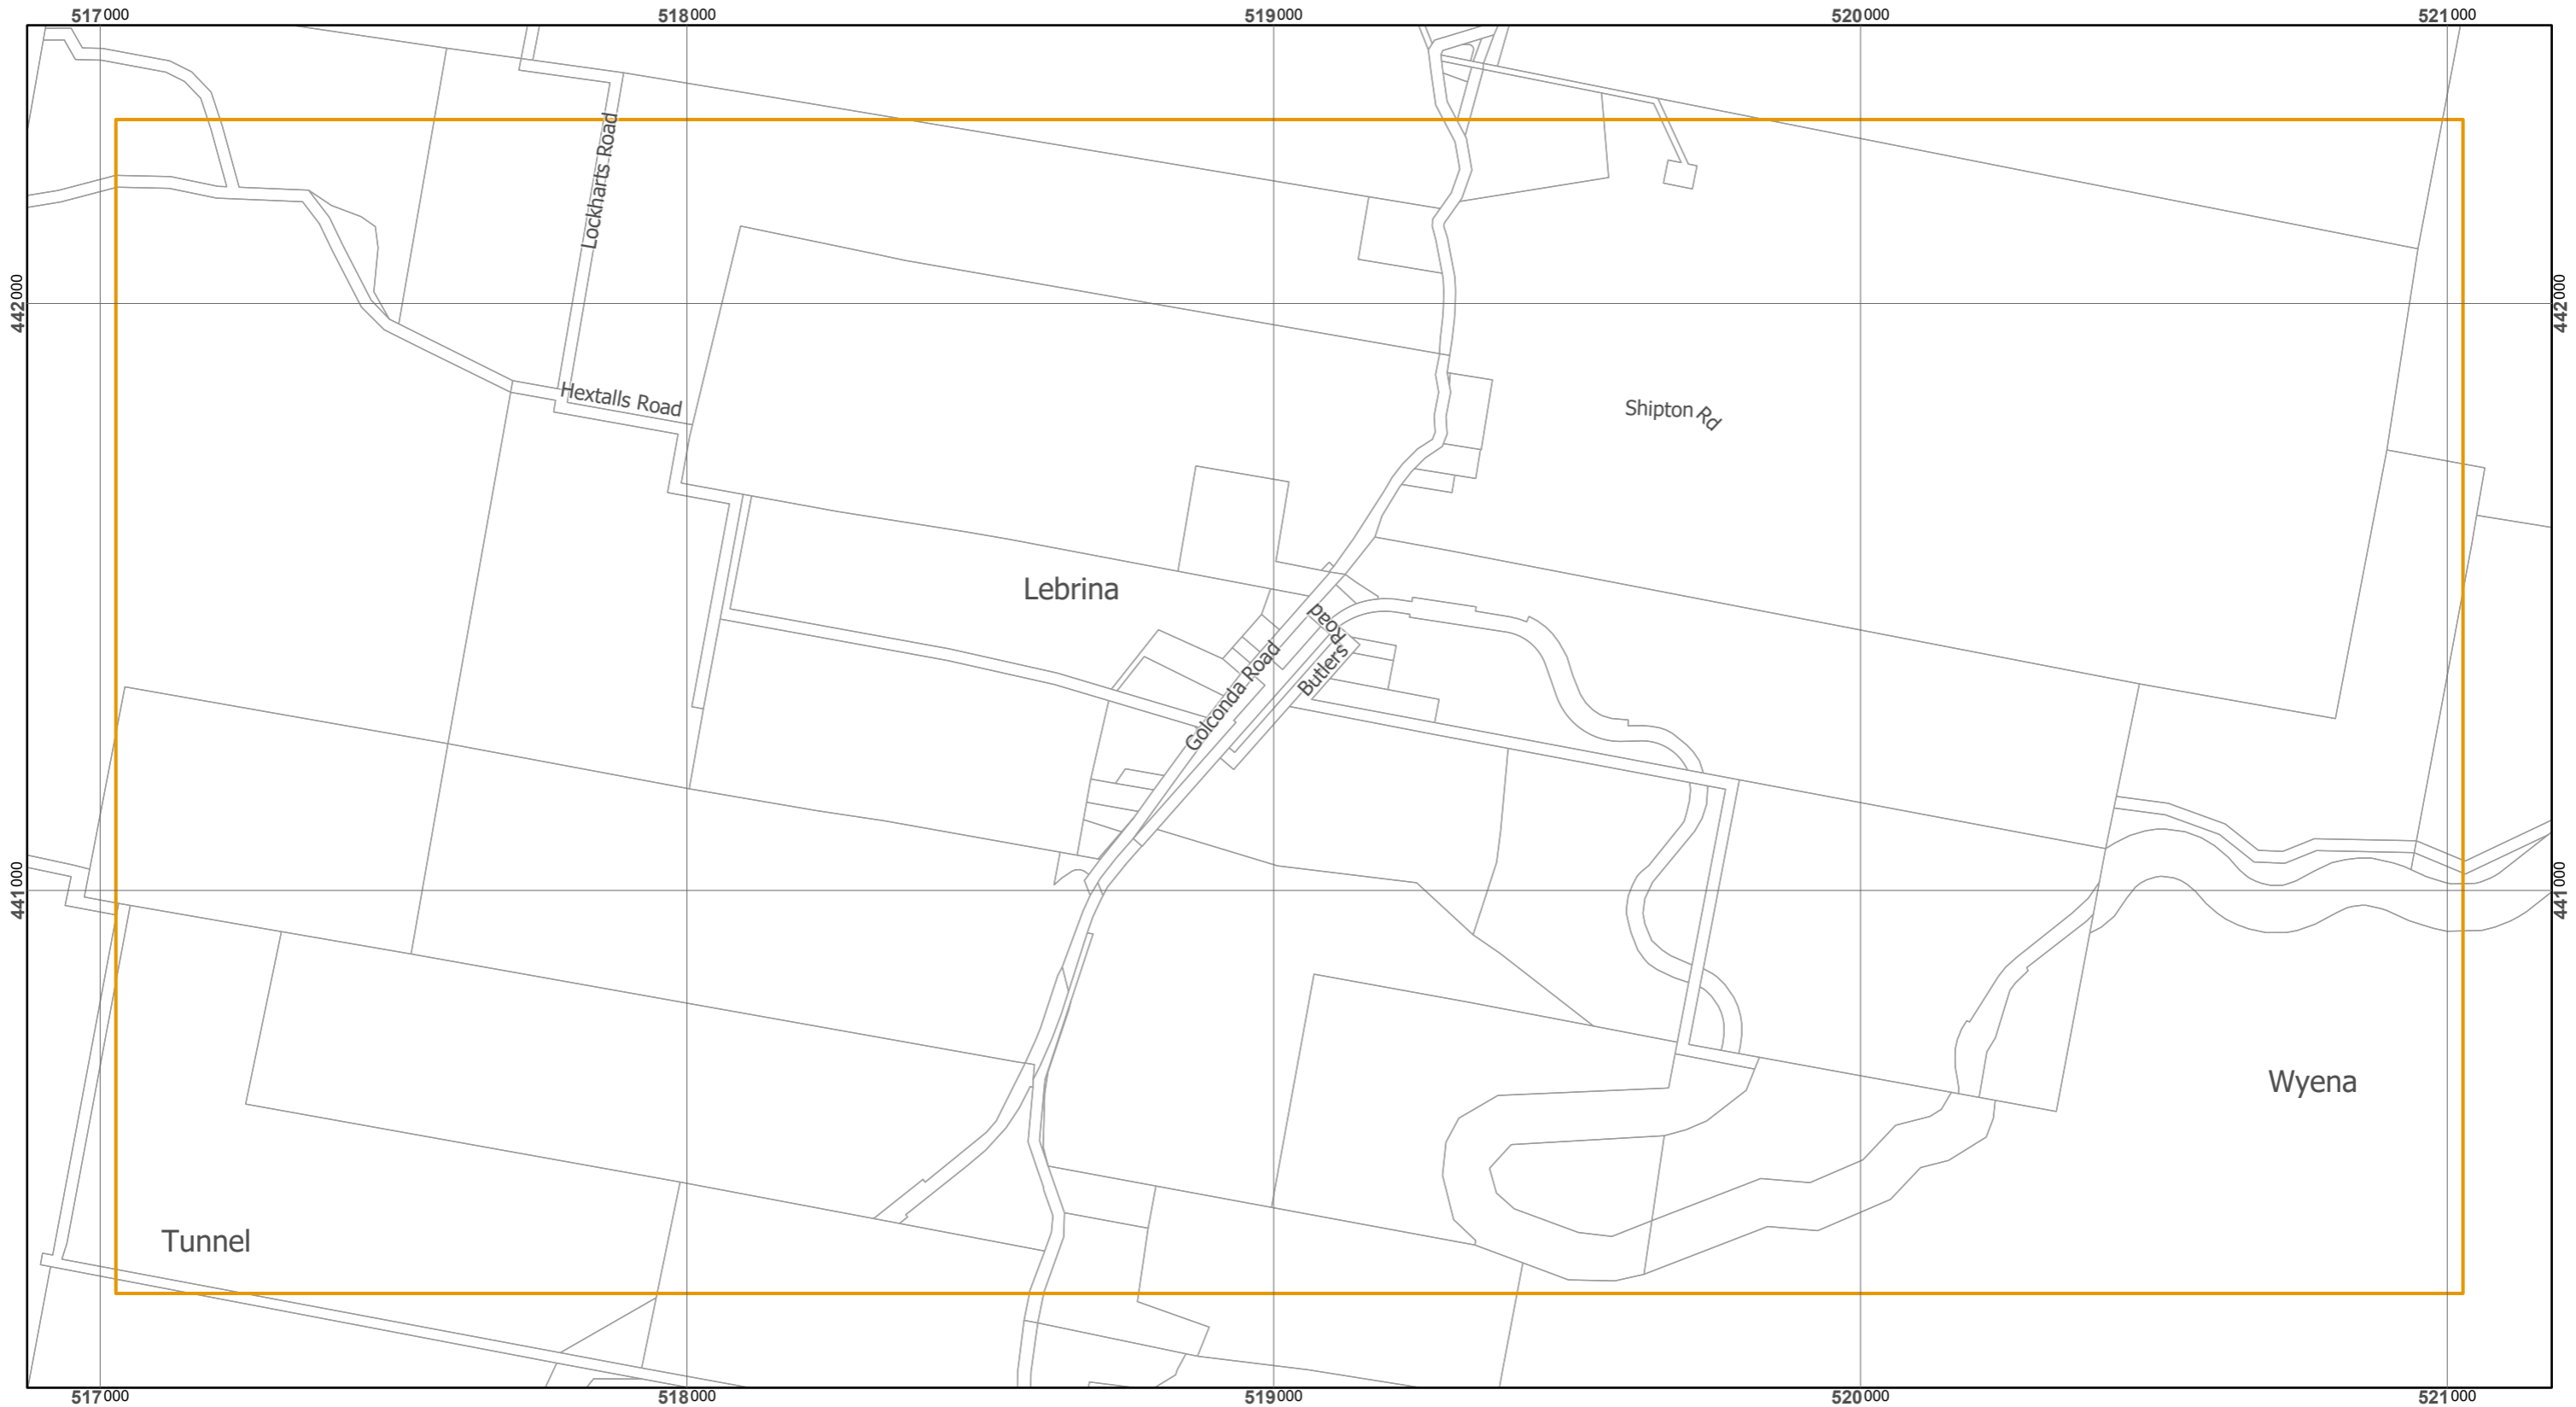 517000 518000 519000 520000 521000
Lockharts Road
442000 442000
Hextalls Road
Shipton Rd
Lebrina
Butlers Road
Golconda Road
441000 441000
Wyena
Tunnel
517000 518000 519000 520000 521000